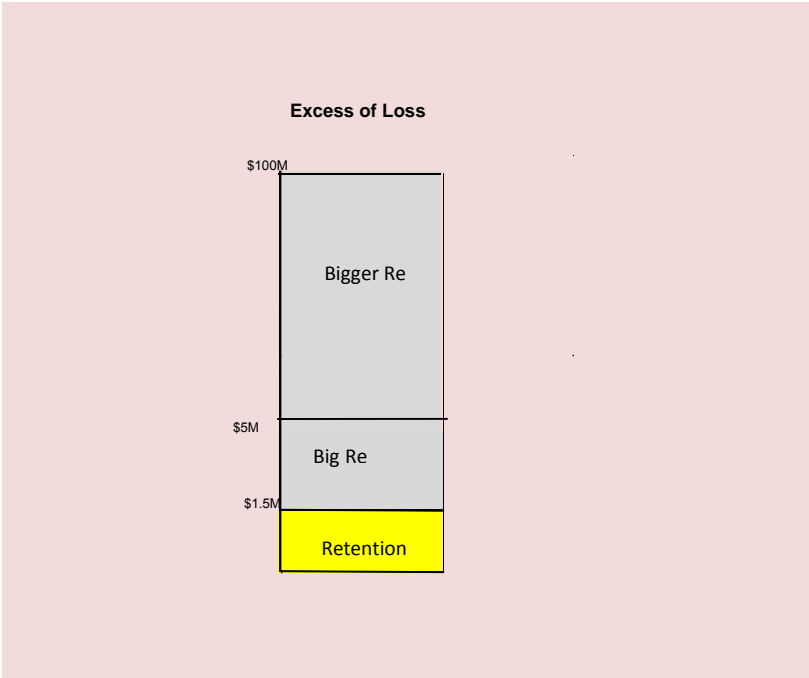 Excess of Loss
$100M
Bigger Re
$5M
Big Re
$1.5M
Retention